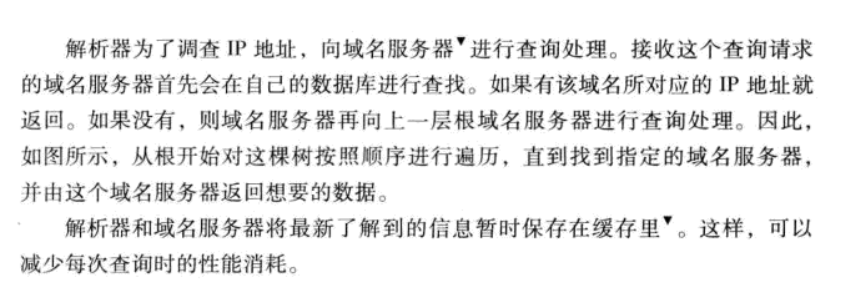 解析器为了调查 IP 地址，向域名服务器▼进行查询处理。接收这个查询请求
的域名服务器首先会在自己的数据库进行查找。如果有该域名所对应的 IP 地址就
返回。如果没有，则域名服务器再向上一层根域名服务器进行查询处理。因此，
如图所示，从根开始对这棵树按照顺序进行遍历，直到找到指定的域名服务器，
并由这个域名服务器返回想要的数据。
解析器和域名服务器将最新了解到的信息暂时保存在缓存里▼。这样，可以
减少每次查询时的性能消耗。